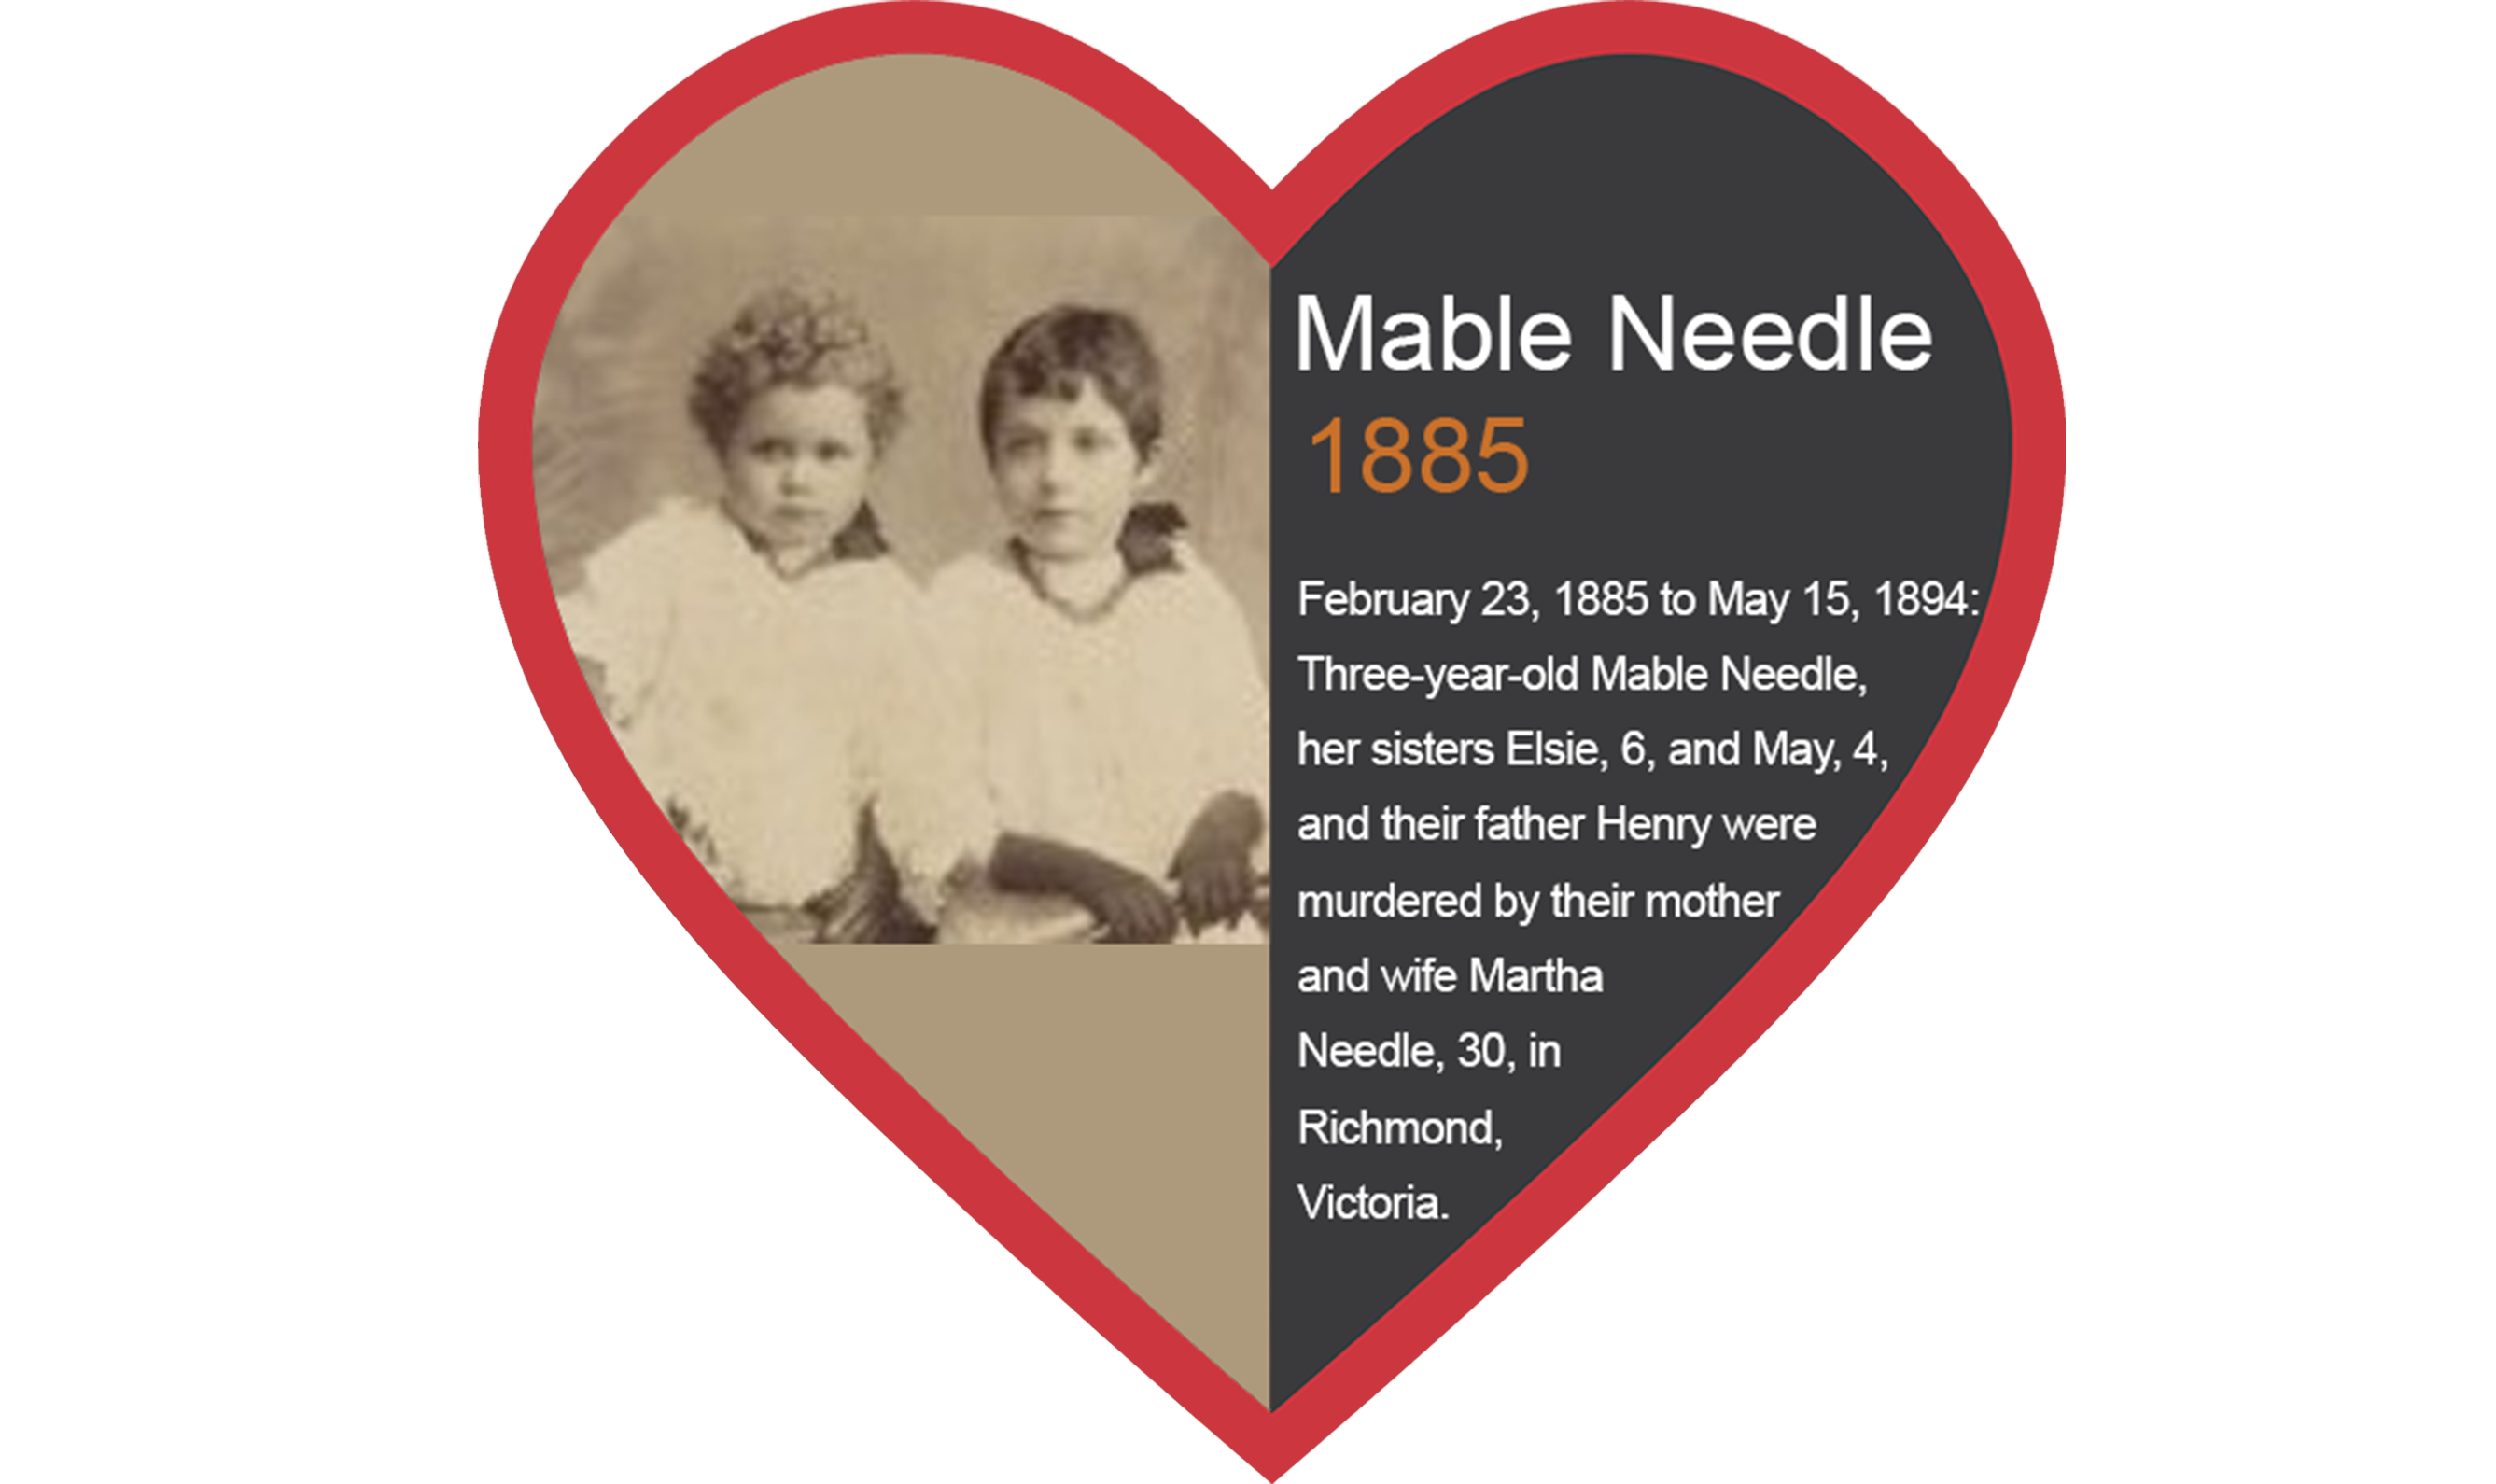 Mable Needle
1885
February 23, 1885 to May 15, 1894:
Three-year-old Mable Needle,
her sisters Elsie, 6, and May, 4,
and their father Henry were
murdered by their mother
and wife Martha
Needle, 30, in
Richmond,
Victoria.